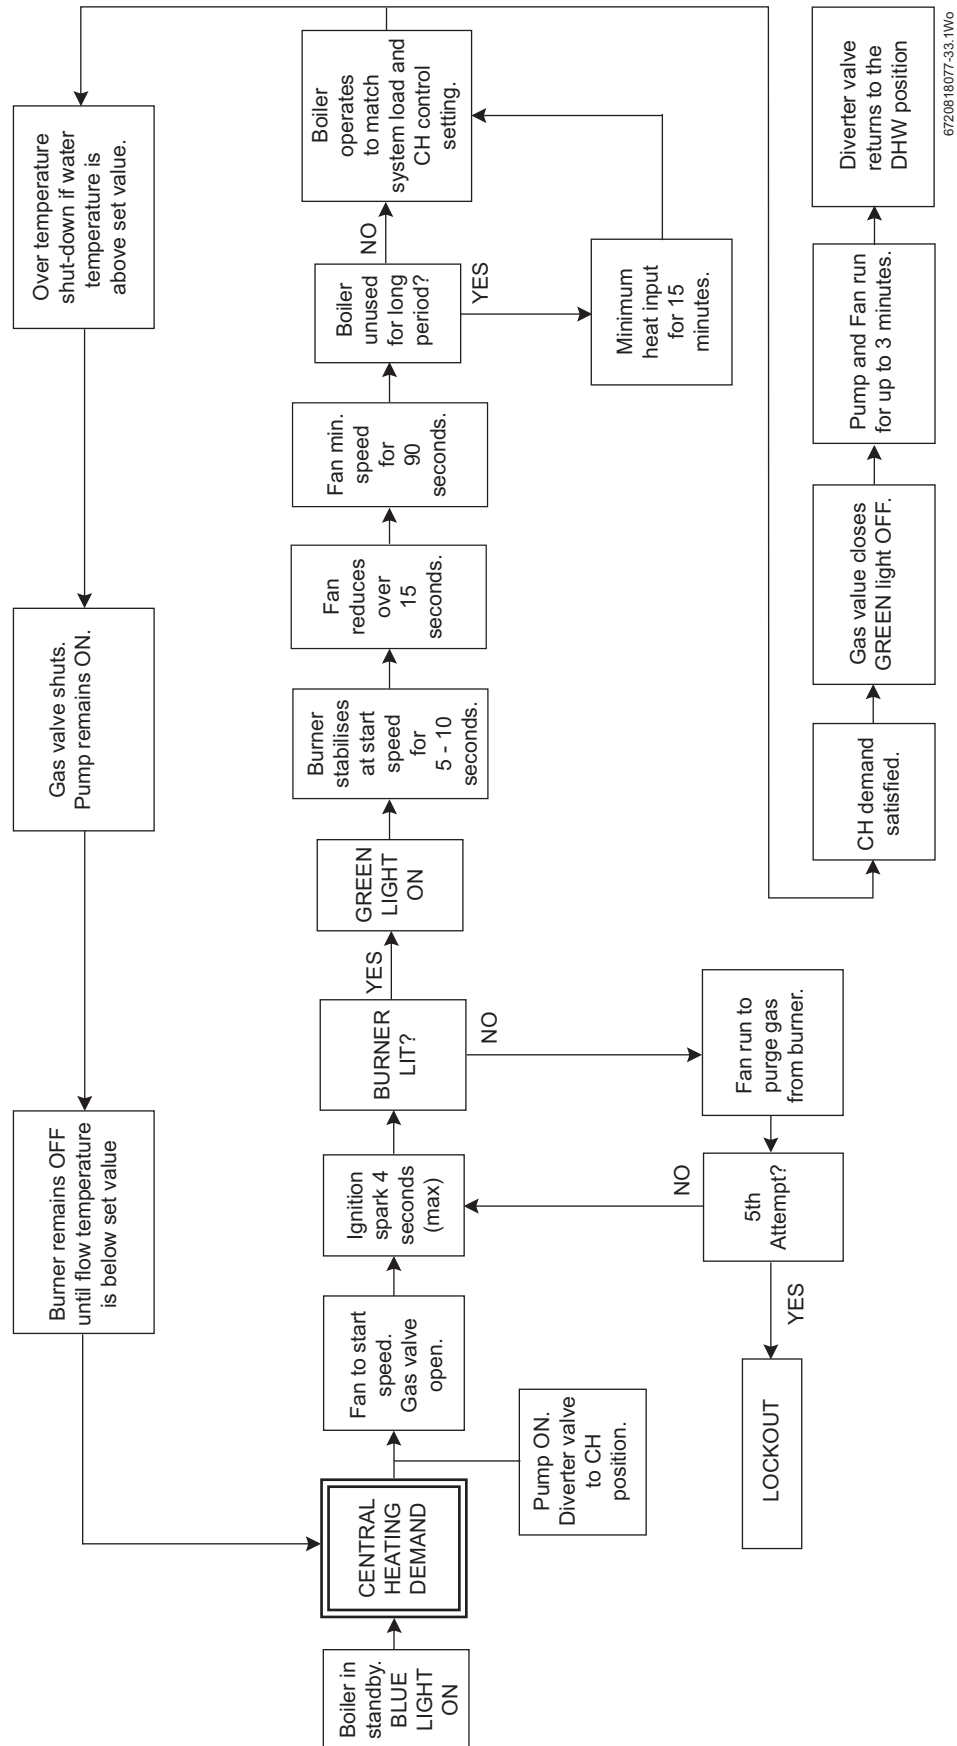 Boiler in
standby.
BLUE
LIGHT
ON
CENTRAL
HEATING
DEMAND
Pump ON.
Diverter valve
to CH
position.
Fan to start
speed.
Gas valve
open.
Ignition
spark 4
seconds
(max)
BURNER
LIT?
YES
NO
Fan run to
purge gas
from burner.
5th
Attempt?
NO
YES
LOCKOUT
GREEN
LIGHT
ON
Burner
stabilises
at start
speed
for
5 - 10
seconds.
Fan
reduces
over
15
seconds.
Fan min.
speed
for
90
seconds.
Boiler
unused
for long
period?
NO
YES
Minimum
heat input
for 15
minutes.
Boiler
operates
to match
system load and
CH control
setting.
Over temperature
shut-down if water
temperature is
above set value.
Gas valve shuts.
Pump remains ON.
Burner remains OFF
until flow temperature
is below set value
CH demand
satisfied.
Gas value closes
GREEN light OFF.
Pump and Fan run
for up to 3 minutes.
Diverter valve
returns to the
DHW position
6720818077-33.1Wo